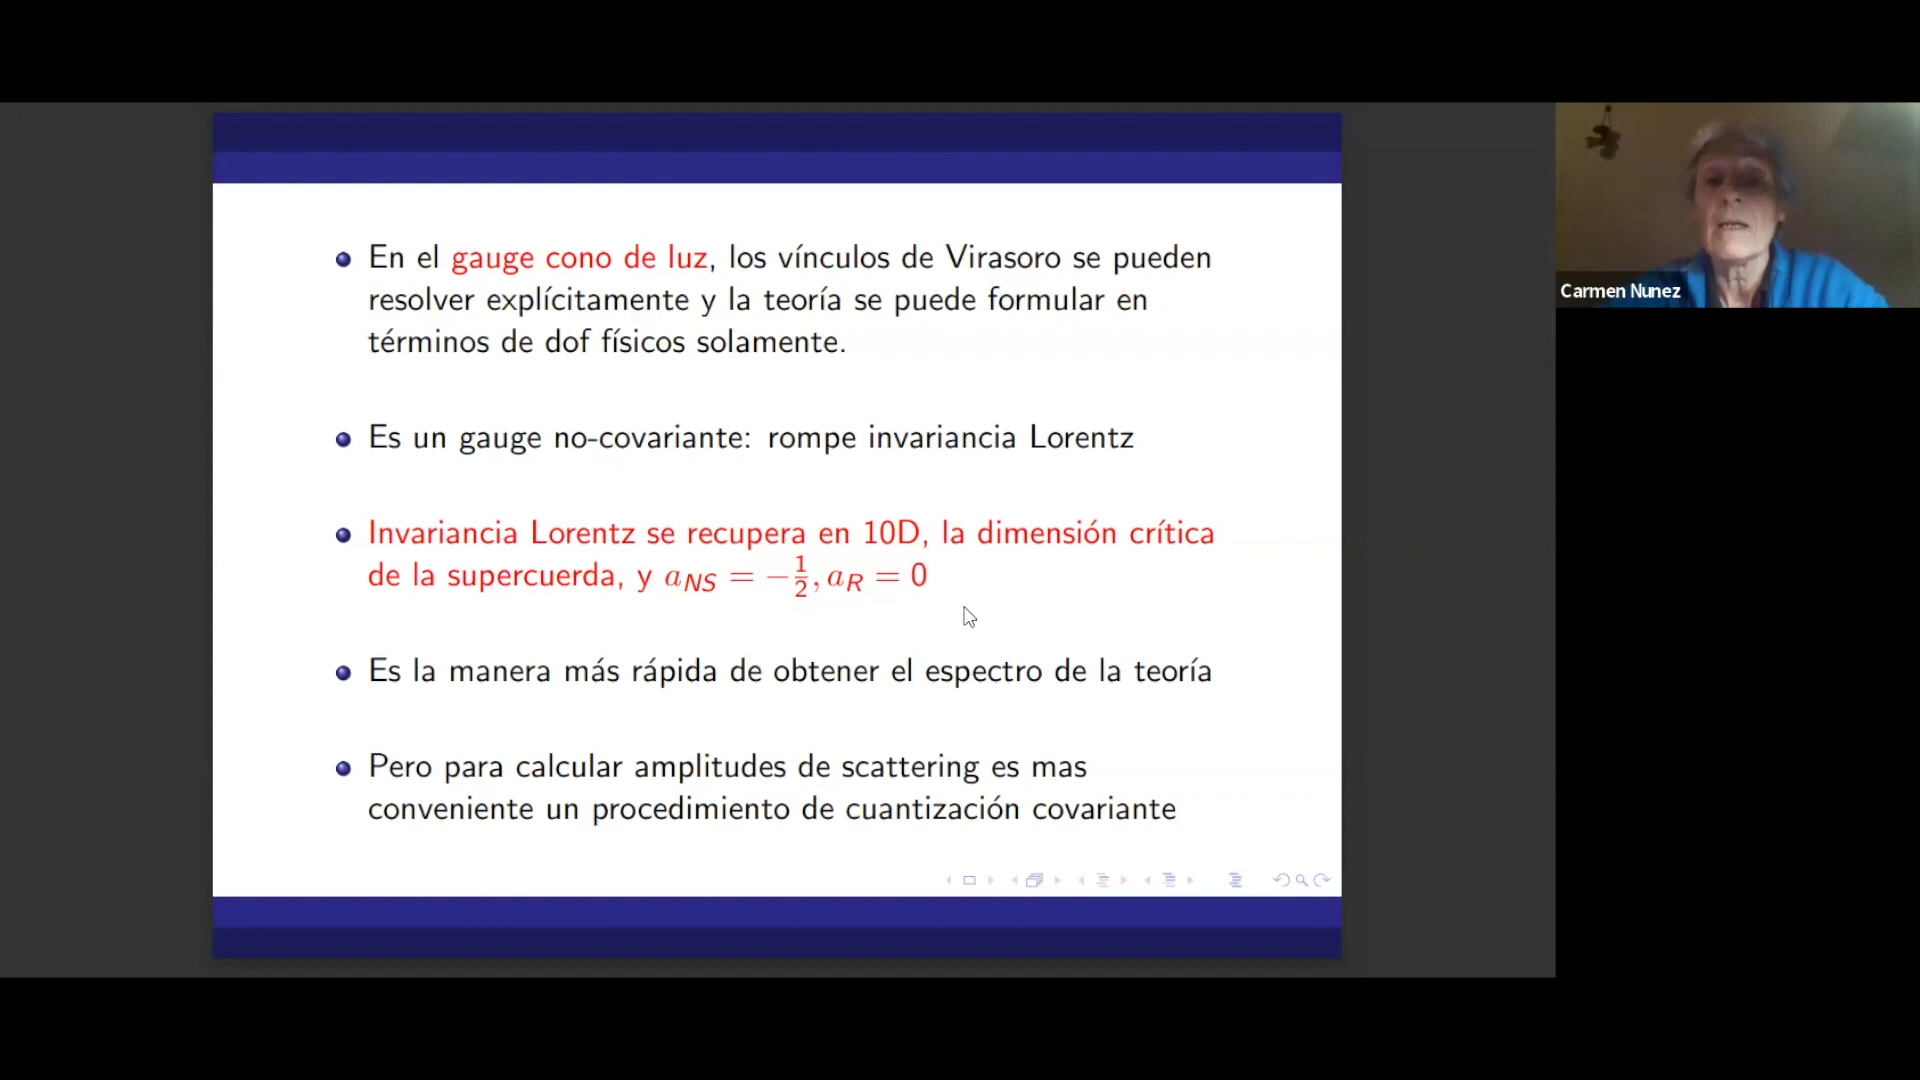 En el gauge cono de luz, los vínculos de Virasoro se pueden
resolver explícitamente y la teoría se puede formular en
términos de dof físicos solamente.
Es un gauge no-covariante: rompe invariancia Lorentz
Invariancia Lorentz se recupera en 10D, la dimensión crítica
de la supercuerda, y $a_{NS} = -\frac{1}{2}, a_R = 0$
Es la manera más rápida de obtener el espectro de la teoría
Pero para calcular amplitudes de scattering es mas
conveniente un procedimiento de cuantización covariante
Carmen Nunez